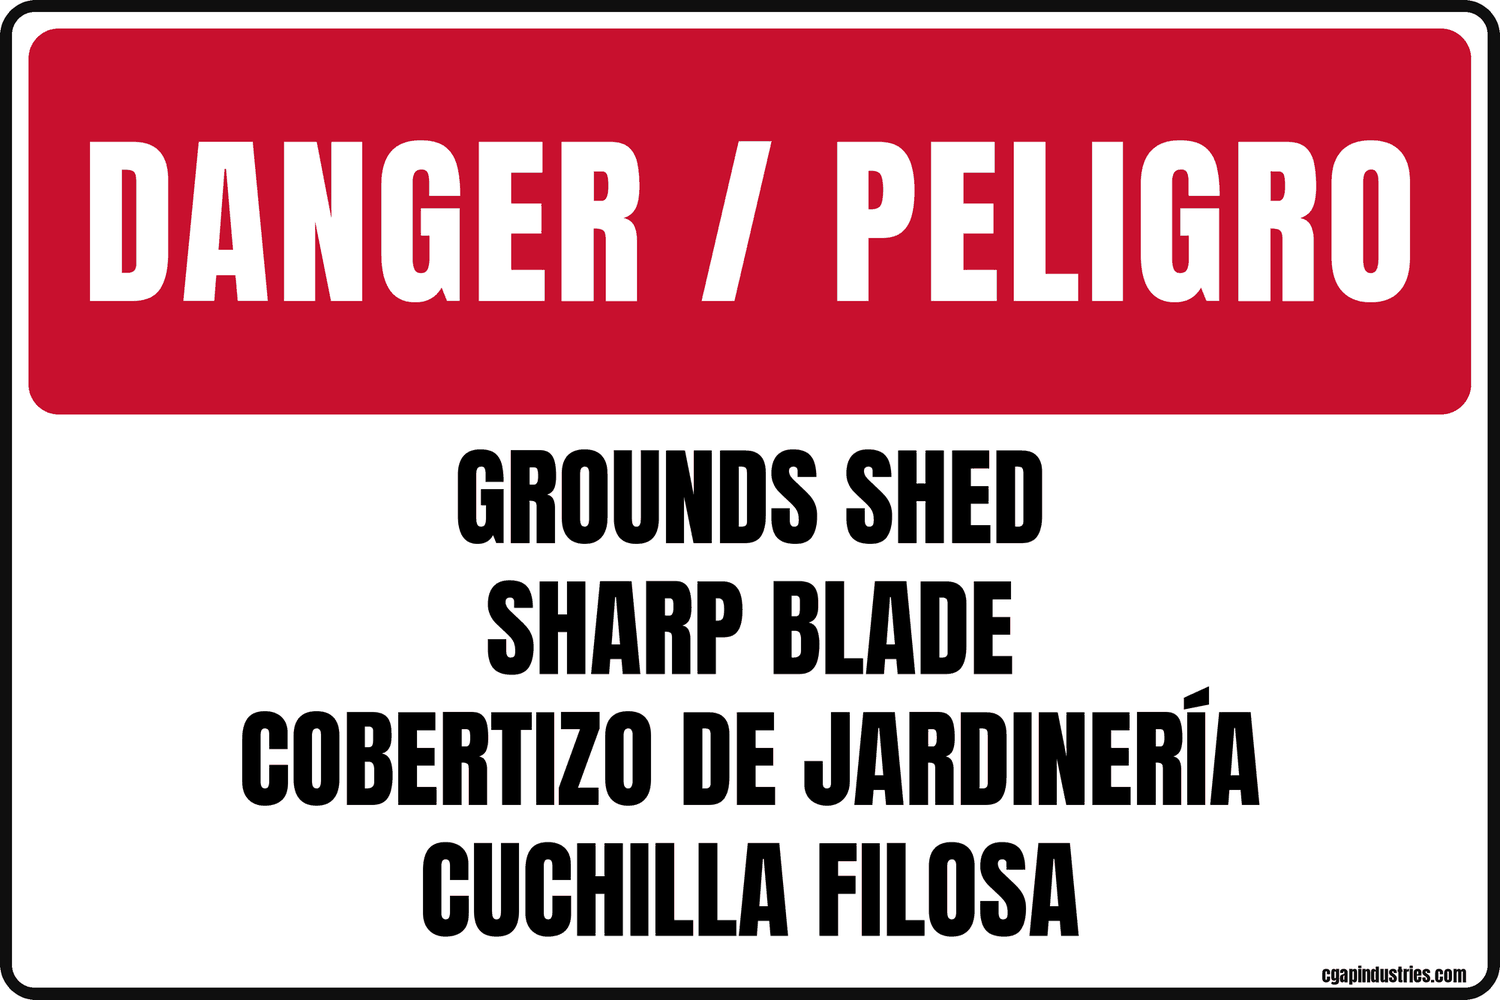 DANGER / PELIGRO
GROUNDS SHED
SHARP BLADE
COBERTIZO DE JARDINERÍA
CUCHILLA FILOSA
cgapindustries.com